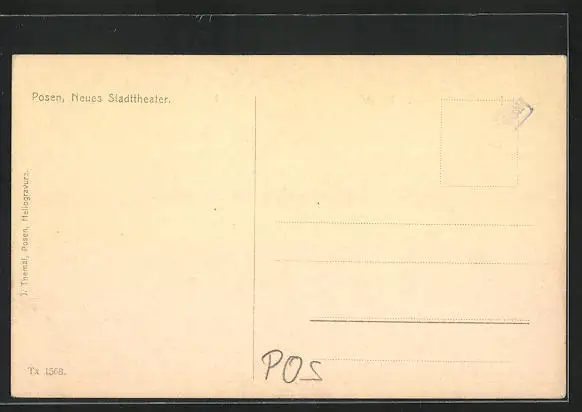 Posen, Neues Stadttheater.
J. Themal, Posen, Heliogravure.
Tx 1568.
POS